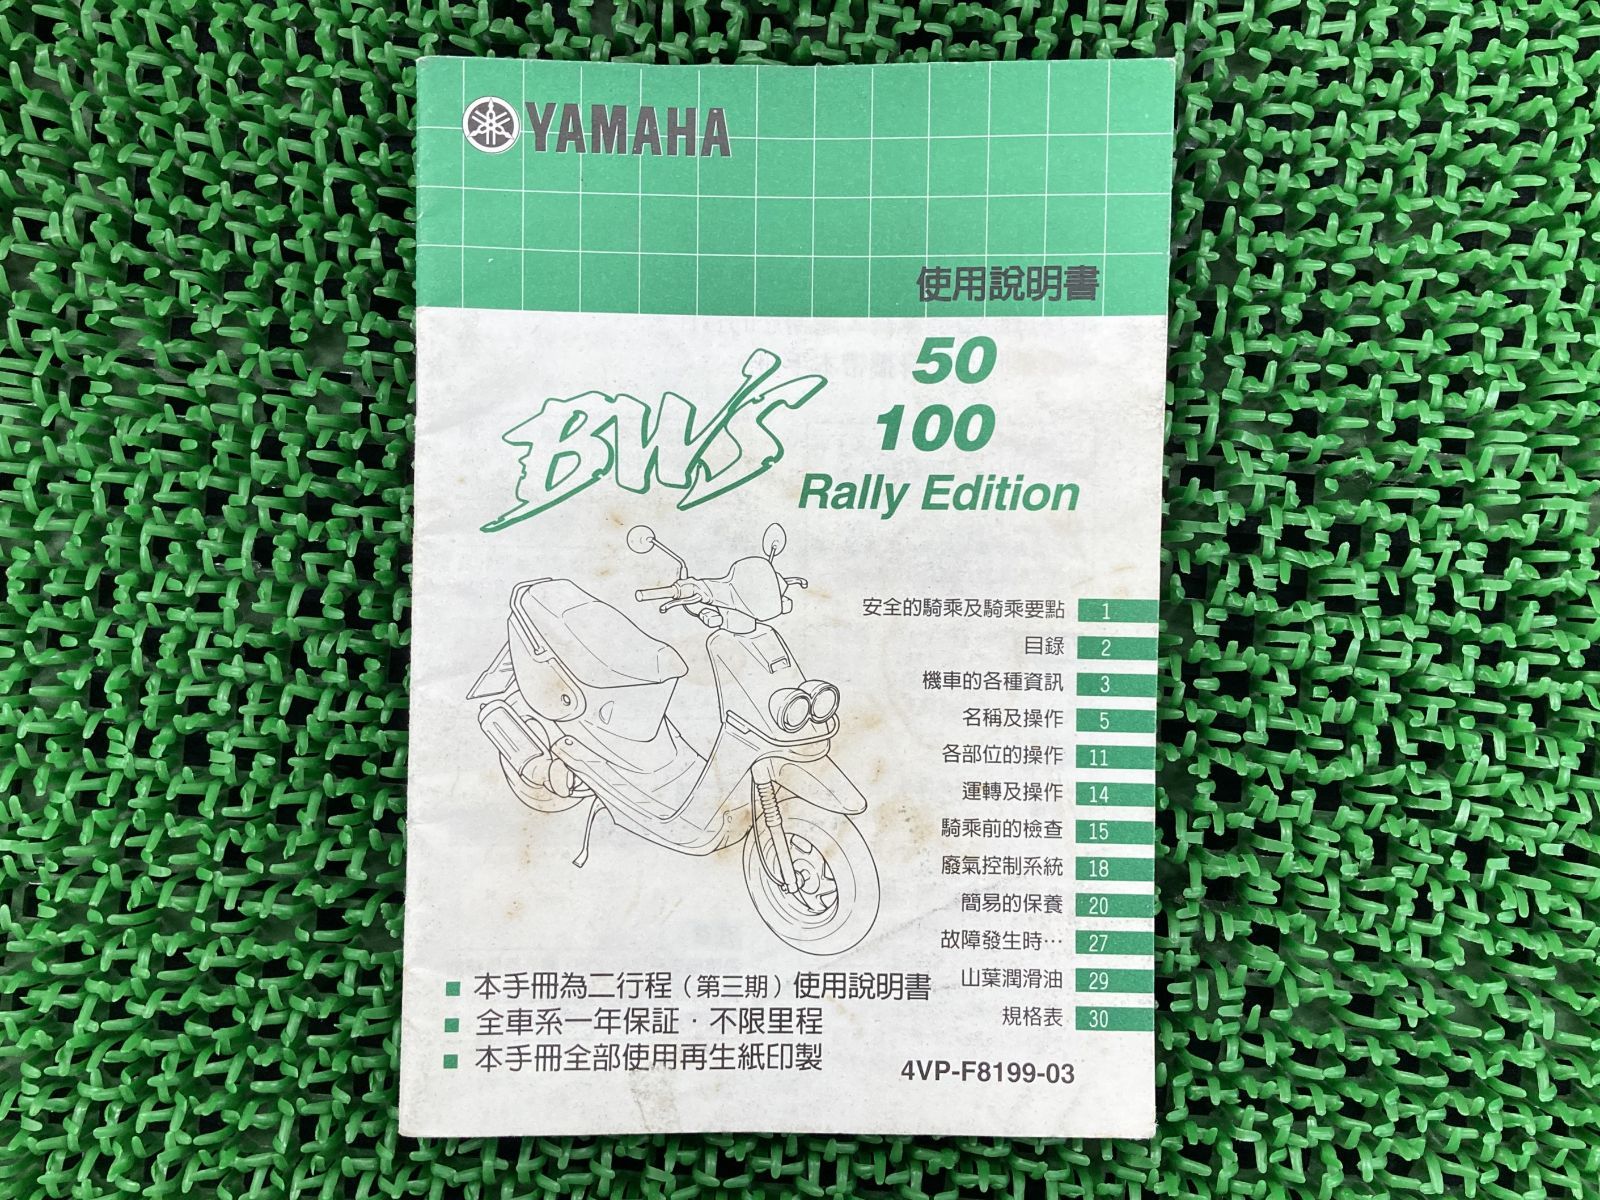 YAMAHA
使用說明書
BW'S
50
100
Rally Edition
安全的騎乘及騎乘要點 1
目錄 2
機車的各種資訊 3
名稱及操作 5
各部位的操作 11
運轉及操作 14
騎乘前的檢查 15
廢氣控制系統 18
簡易的保養 20
故障發生時… 27
山葉潤滑油 29
規格表 30
■ 本手冊為二行程（第三期）使用說明書
■ 全車系一年保証．不限里程
■ 本手冊全部使用再生紙印製
4VP-F8199-03